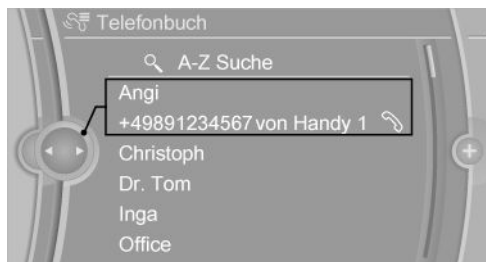 Telefonbuch
A-Z Suche
Angi
+49891234567 von Handy 1
Christoph
Dr. Tom
Inga
Office